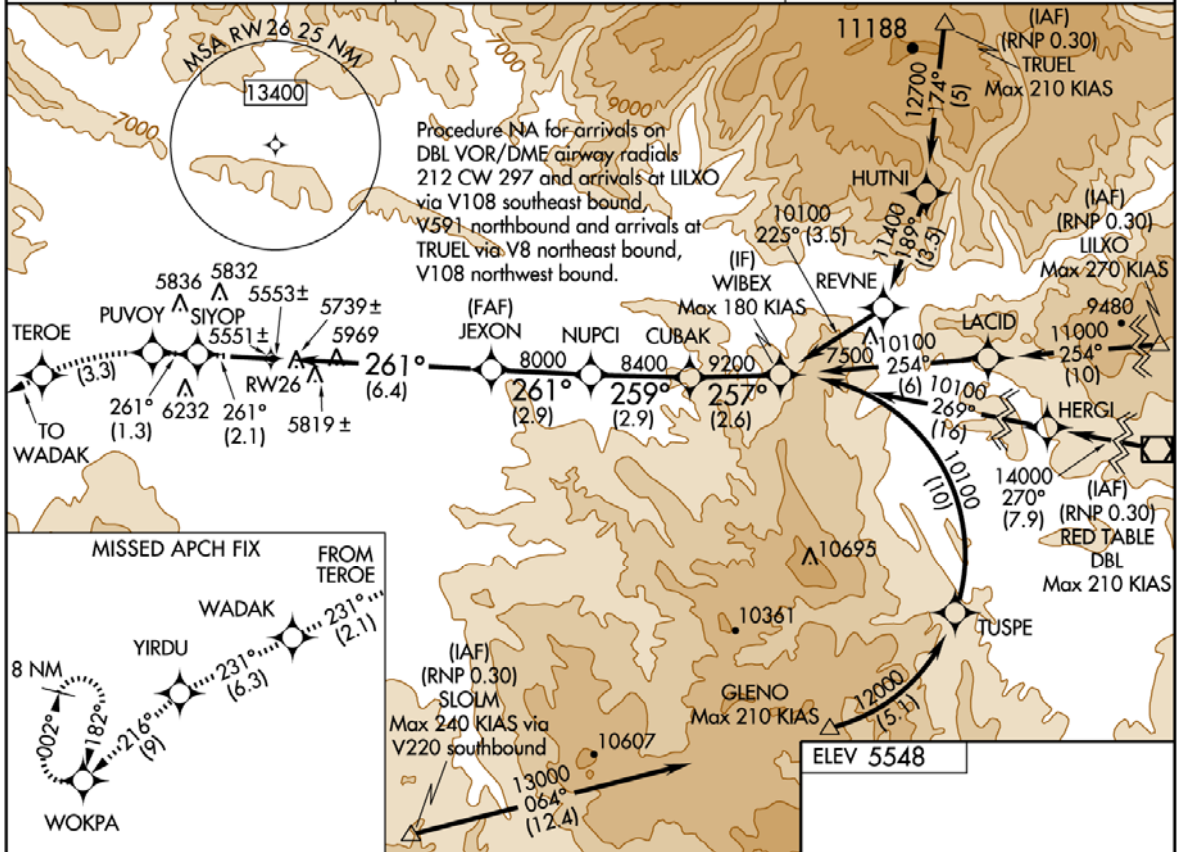 MSA RW26 25 NM
13400
7000
7000
9000
11188
(IAF)
(RNP 0.30)
TRUEL
Max 210 KIAS
12700
174°
(5)
Procedure NA for arrivals on
DBL VOR/DME airway radials
212 CW 297 and arrivals at LILXO
via V108 southeast bound,
V591 northbound and arrivals at
TRUEL via V8 northeast bound,
V108 northwest bound.
HUTNI
11400
189°
(3.5)
10100
225° (3.5)
REVNE
(IAF)
(RNP 0.30)
LILXO
Max 270 KIAS
9480
11000
254°
(10)
LACID
10100
7500
254°
(6)
10100
269°
(16)
HERGI
14000
270°
(7.9)
(IAF)
(RNP 0.30)
RED TABLE
DBL
Max 210 KIAS
(IF)
WIBEX
Max 180 KIAS
CUBAK
9200
257°
(2.6)
NUPCI
8400
259°
(2.9)
(FAF)
JEXON
8000
261°
(2.9)
261°
(6.4)
5836
5832
5553±
5739±
5969
PUVOY
SIYOP
5551±
RW26
5819±
6232
261°
(2.1)
261°
(1.3)
TEROE
(3.3)
TO
WADAK
10100
(10)
TUSPE
10695
10361
GLENO
Max 210 KIAS
12000
(5.1)
(IAF)
(RNP 0.30)
SLOLM
Max 240 KIAS via
V220 southbound
10607
13000
064°
(12.4)
MISSED APCH FIX
FROM
TEROE
231°
(2.1)
WADAK
231°
(6.3)
YIRDU
216°
(9)
8 NM
002°
182°
WOKPA
ELEV 5548